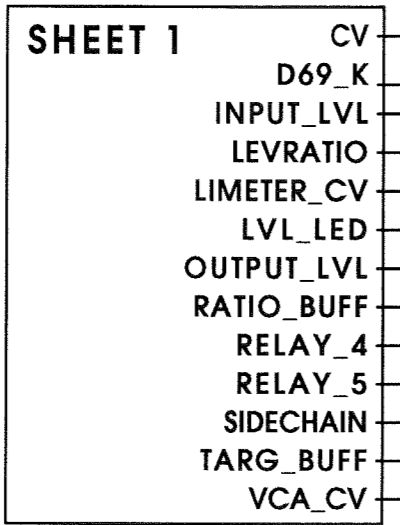 SHEET 1
CV
D69_K
INPUT_LVL
LEVRATIO
LIMETER_CV
LVL_LED
OUTPUT_LVL
RATIO_BUFF
RELAY_4
RELAY_5
SIDECHAIN
TARG_BUFF
VCA_CV